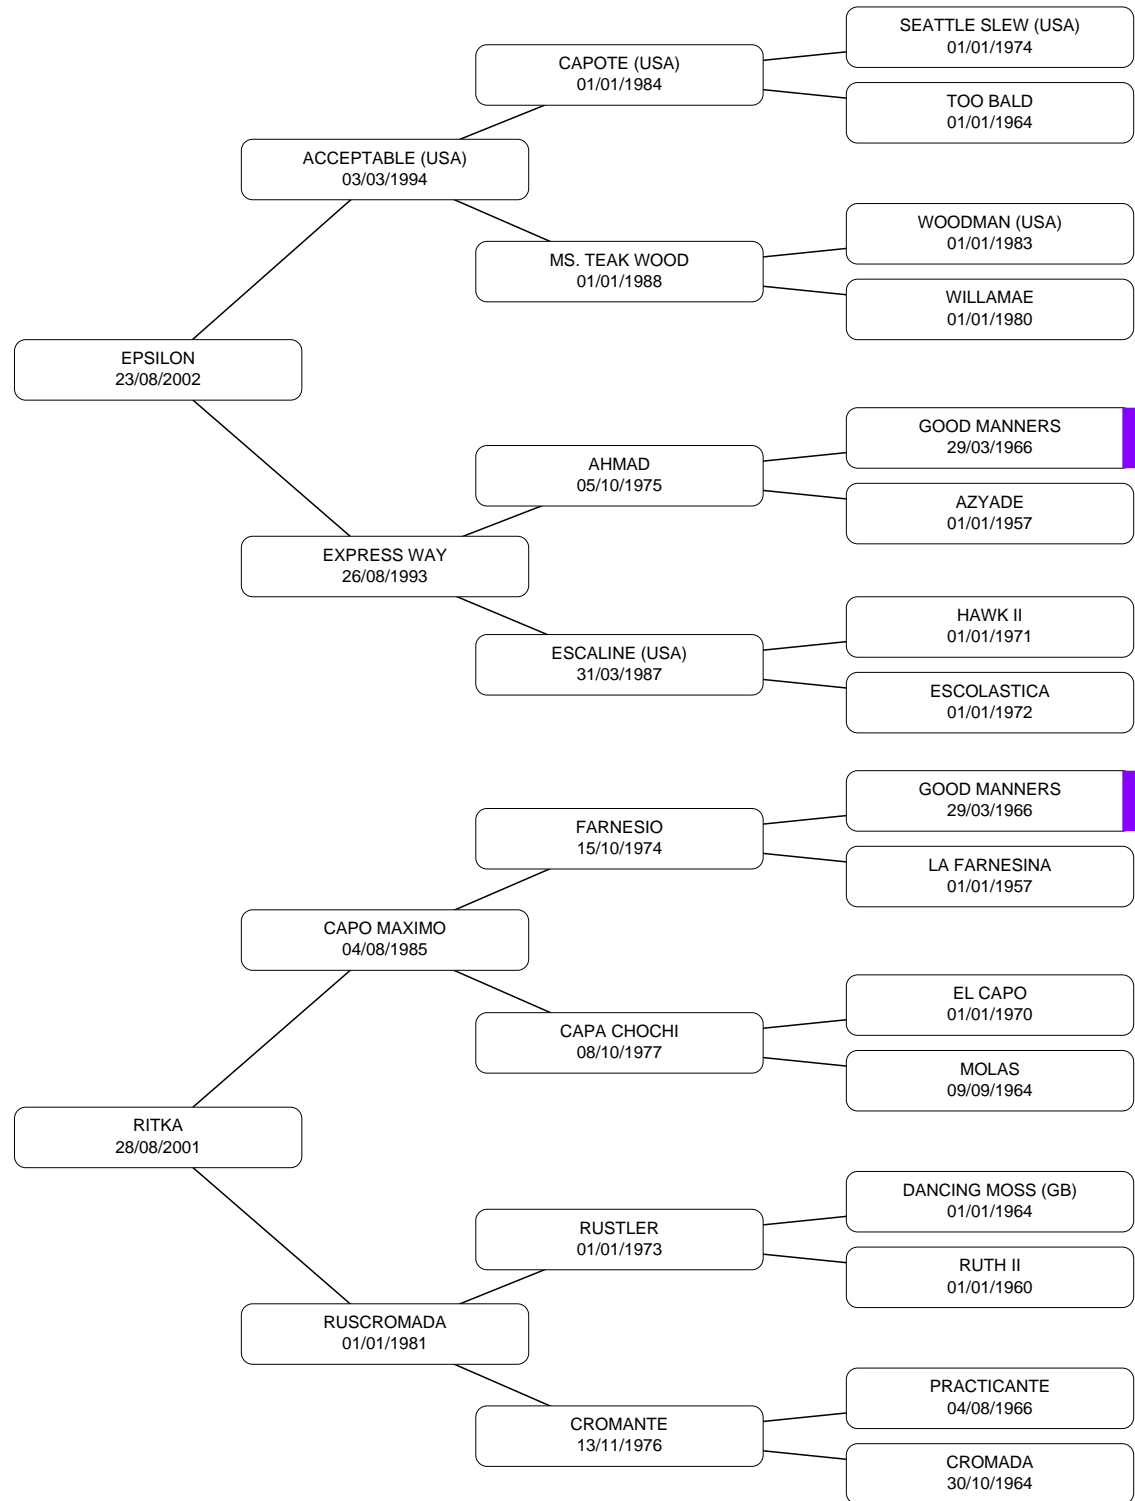 SEATTLE SLEW (USA)
01/01/1974
CAPOTE (USA)
01/01/1984
TOO BALD
01/01/1964
ACCEPTABLE (USA)
03/03/1994
WOODMAN (USA)
01/01/1983
MS. TEAK WOOD
01/01/1988
WILLAMAE
01/01/1980
EPSILON
23/08/2002
GOOD MANNERS
29/03/1966
AHMAD
05/10/1975
AZYADE
01/01/1957
EXPRESS WAY
26/08/1993
HAWK II
01/01/1971
ESCALINE (USA)
31/03/1987
ESCOLASTICA
01/01/1972
GOOD MANNERS
29/03/1966
FARNESIO
15/10/1974
LA FARNESINA
01/01/1957
CAPO MAXIMO
04/08/1985
EL CAPO
01/01/1970
CAPA CHOCHI
08/10/1977
MOLAS
09/09/1964
RITKA
28/08/2001
DANCING MOSS (GB)
01/01/1964
RUSTLER
01/01/1973
RUTH II
01/01/1960
RUSCROMADA
01/01/1981
PRACTICANTE
04/08/1966
CROMANTE
13/11/1976
CROMADA
30/10/1964